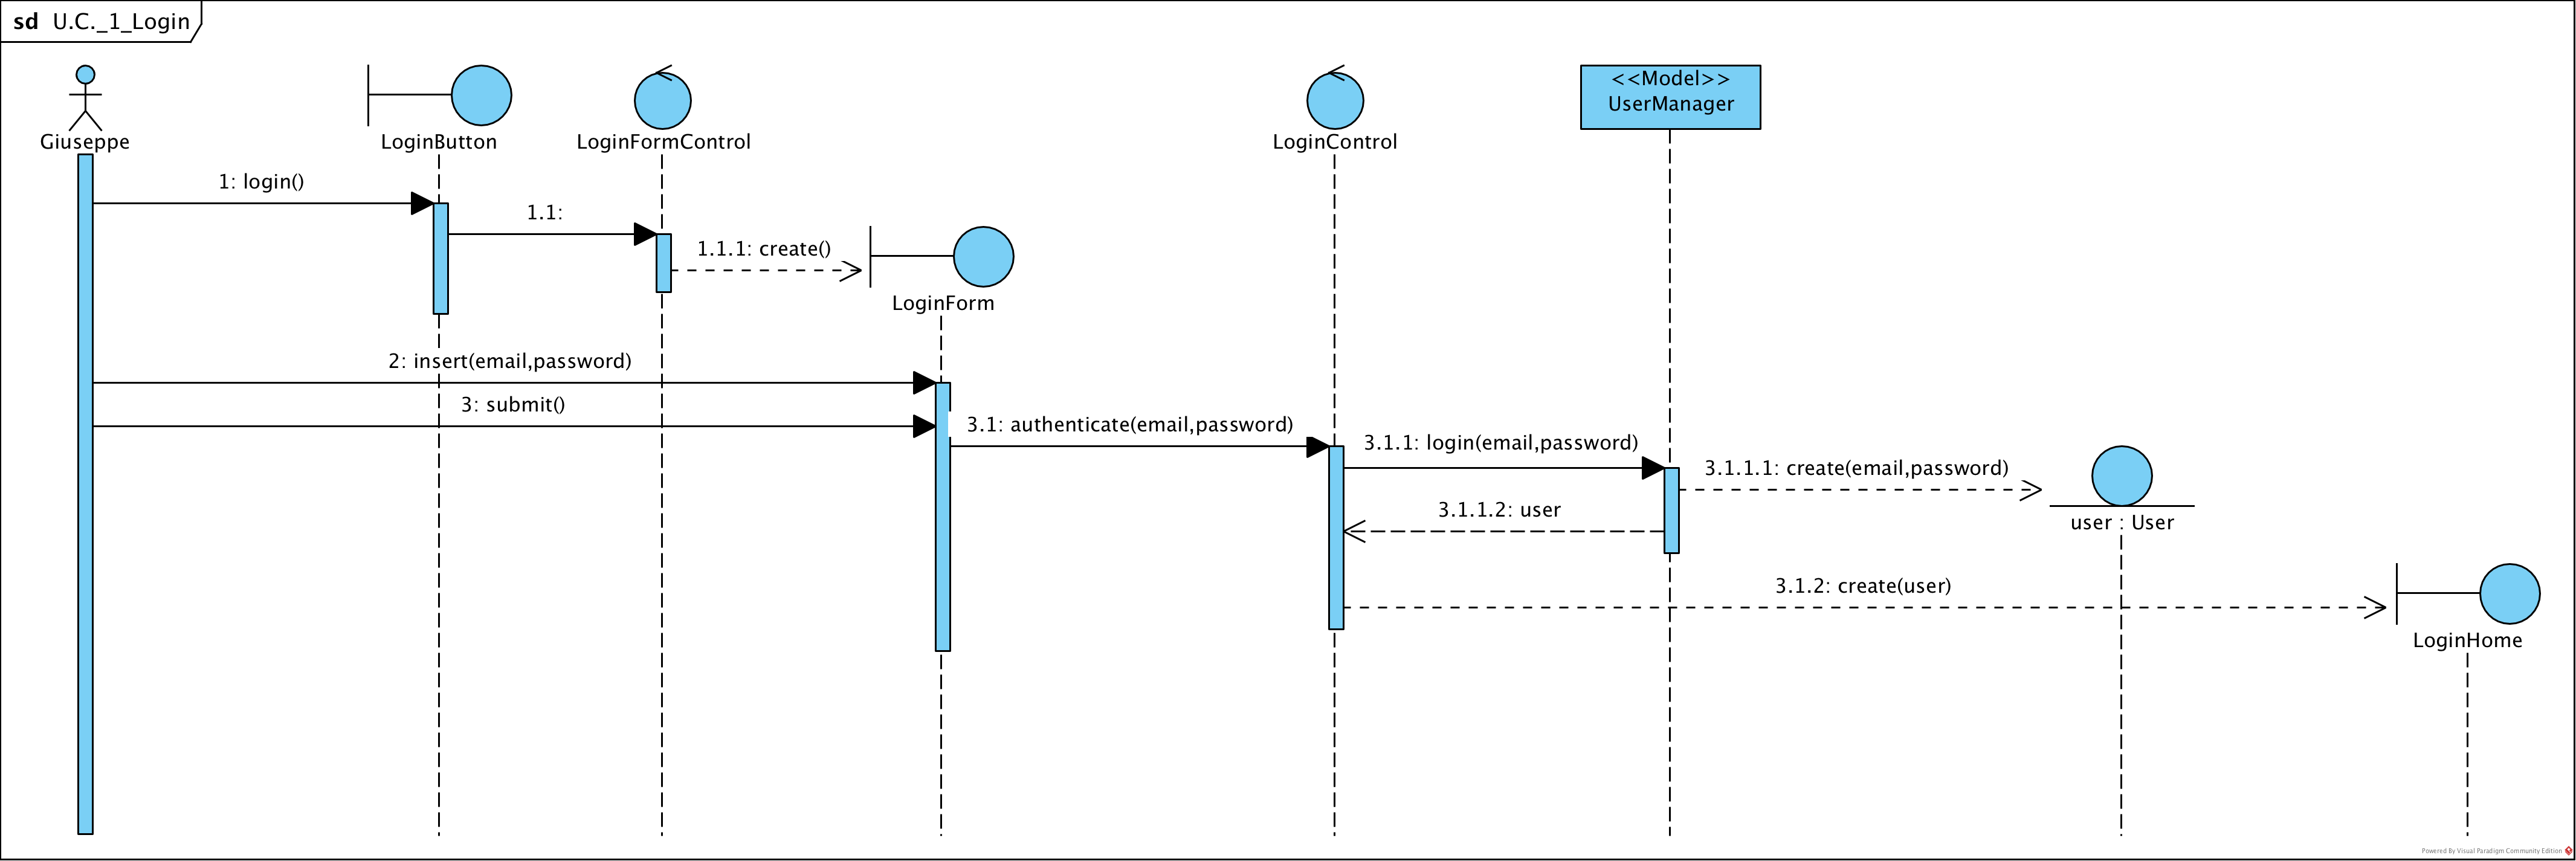 sd U.C._1_Login
<<Model>>
UserManager
Giuseppe
LoginButton
LoginFormControl
LoginControl
1: login()
1.1:
1.1.1: create()
LoginForm
2: insert(email,password)
3: submit()
3.1: authenticate(email,password)
3.1.1: login(email,password)
3.1.1.1: create(email,password)
3.1.1.2: user
user : User
3.1.2: create(user)
LoginHome
Powered By Visual Paradigm Community Edition